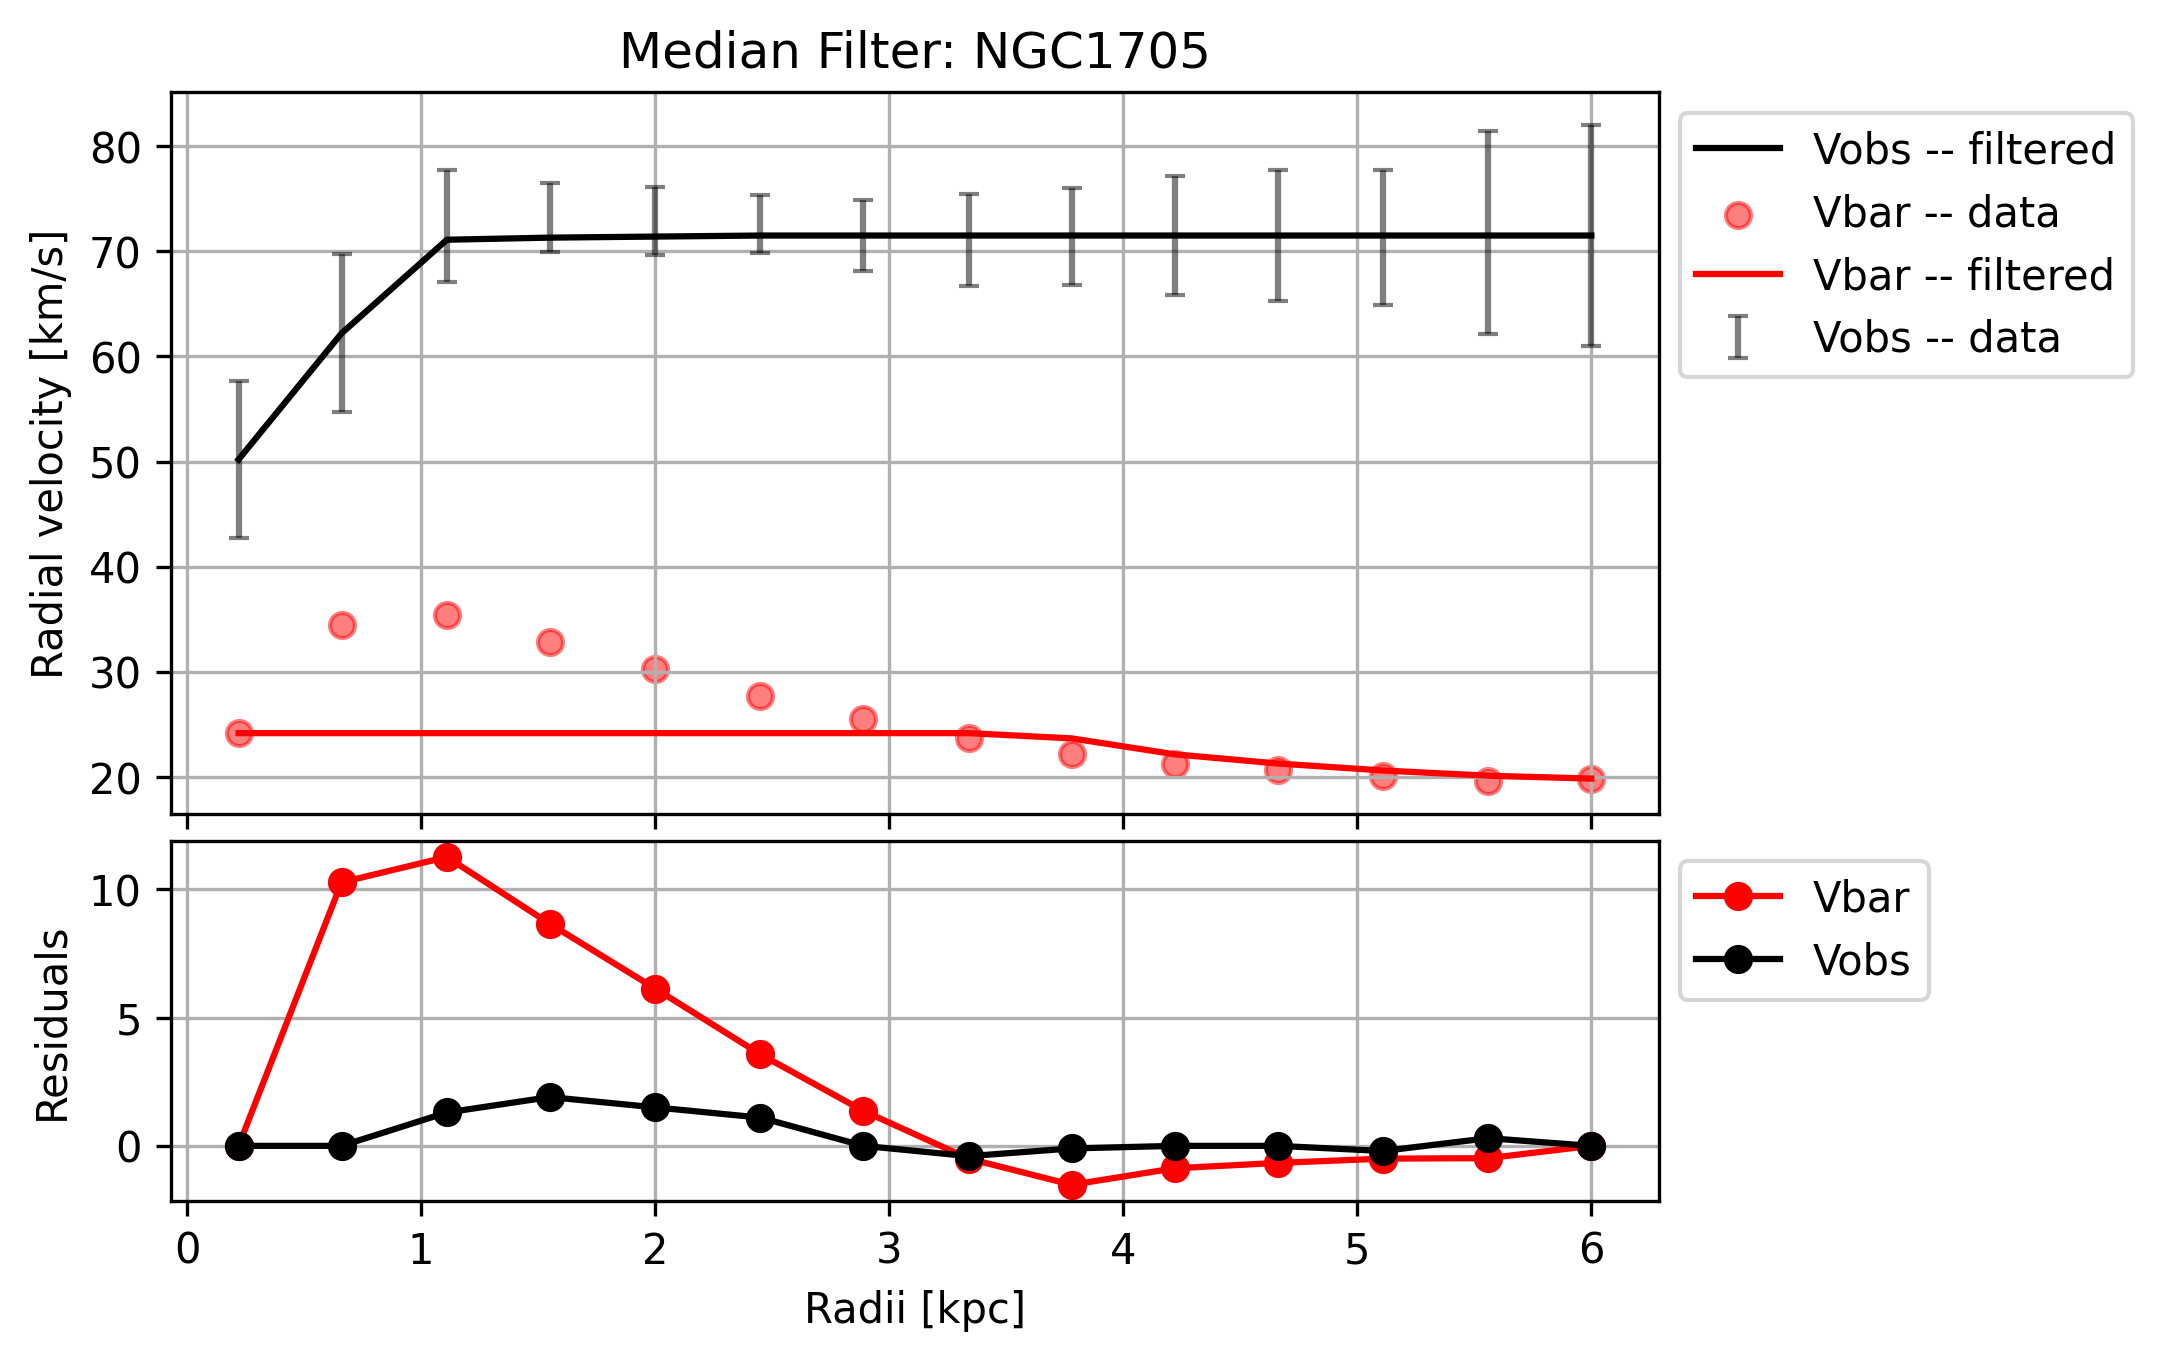 Median Filter: NGC1705
Radial velocity [km/s]
80
70
60
50
40
30
20
Vobs -- filtered
Vbar -- data
Vbar -- filtered
Vobs -- data
Residuals
10
5
0
Vbar
Vobs
0 1 2 3 4 5 6
Radii [kpc]